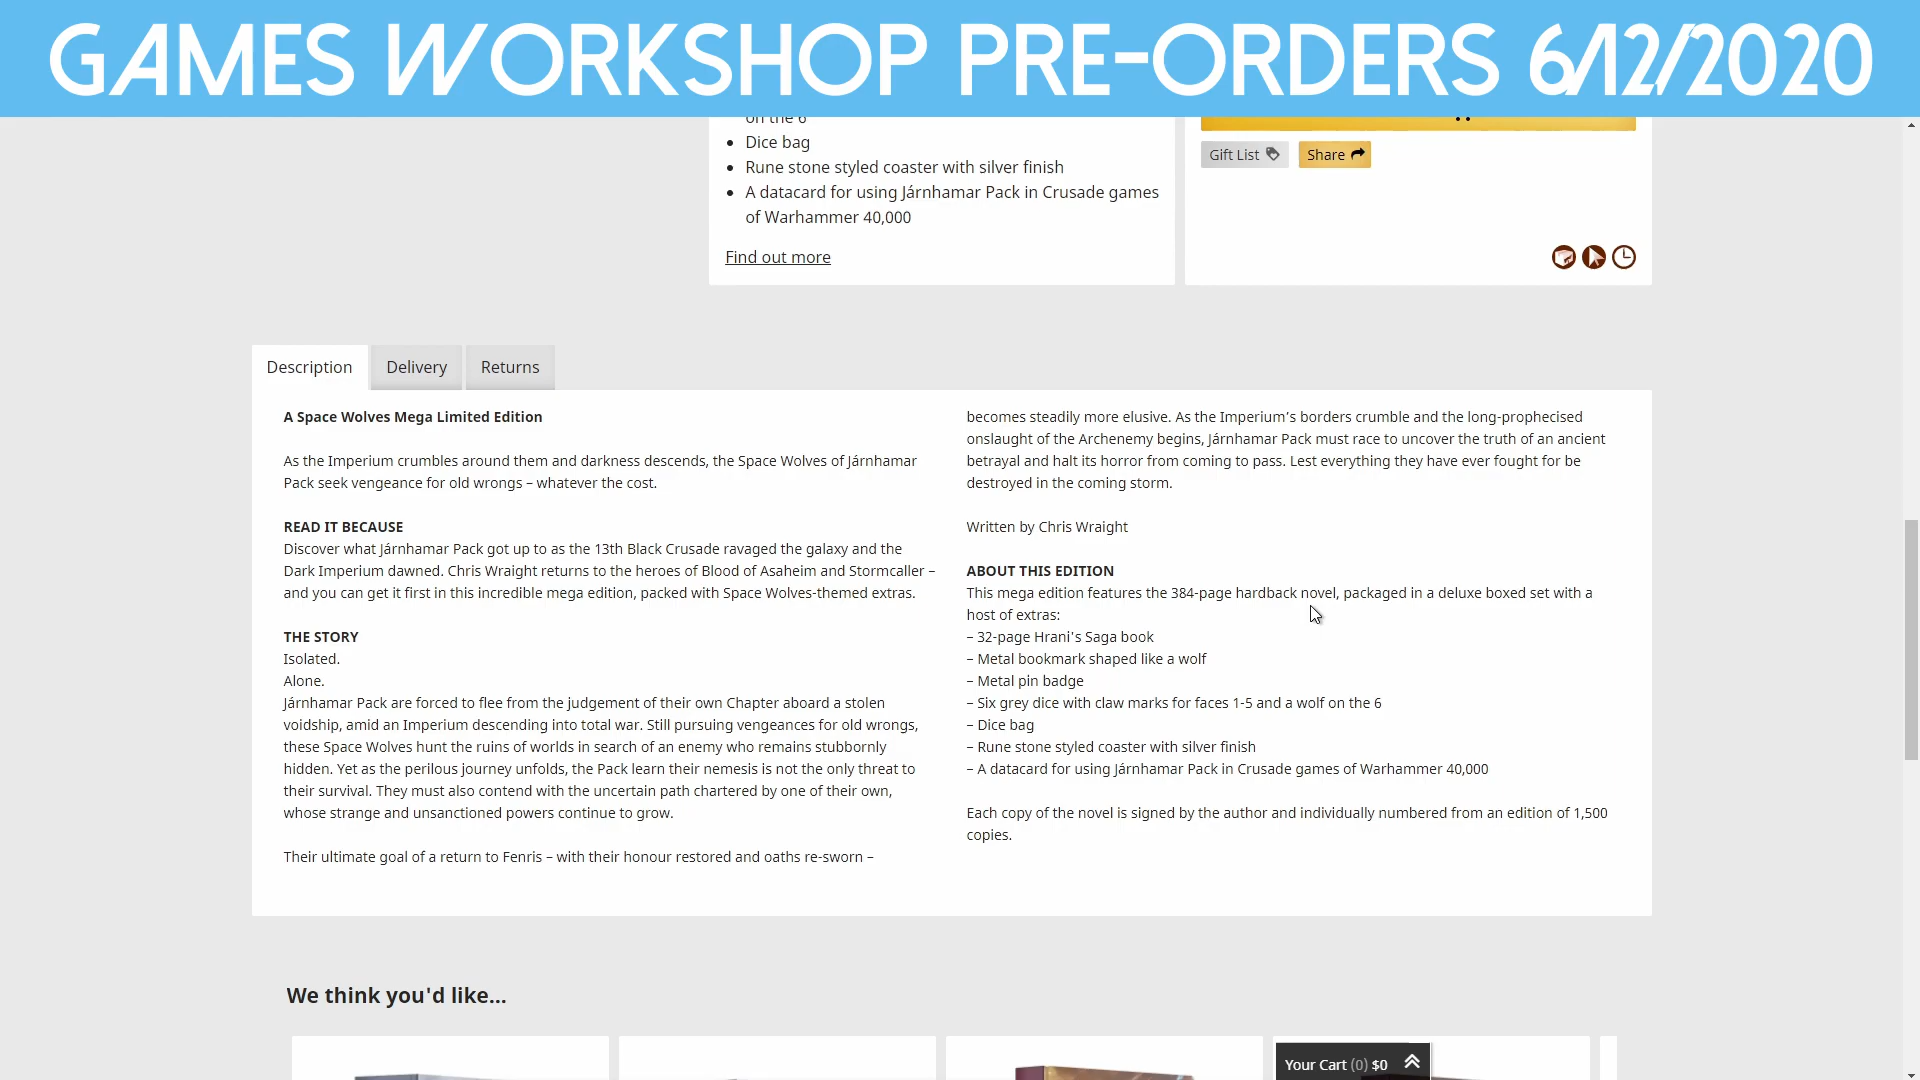 GAMES WORKSHOP PRE-ORDERS 6/12/2020
on the 6
Dice bag
Rune stone styled coaster with silver finish
A datacard for using Járnhamar Pack in Crusade games
of Warhammer 40,000
Find out more
Gift List
Share
Description
Delivery
Returns
A Space Wolves Mega Limited Edition
As the Imperium crumbles around them and darkness descends, the Space Wolves of Járnhamar
Pack seek vengeance for old wrongs – whatever the cost.
READ IT BECAUSE
Discover what Járnhamar Pack got up to as the 13th Black Crusade ravaged the galaxy and the
Dark Imperium dawned. Chris Wraight returns to the heroes of Blood of Asaheim and Stormcaller –
and you can get it first in this incredible mega edition, packed with Space Wolves-themed extras.
THE STORY
Isolated.
Alone.
Járnhamar Pack are forced to flee from the judgement of their own Chapter aboard a stolen
voidship, amid an Imperium descending into total war. Still pursuing vengeances for old wrongs,
these Space Wolves hunt the ruins of worlds in search of an enemy who remains stubbornly
hidden. Yet as the perilous journey unfolds, the Pack learn their nemesis is not the only threat to
their survival. They must also contend with the uncertain path chartered by one of their own,
whose strange and unsanctioned powers continue to grow.
Their ultimate goal of a return to Fenris – with their honour restored and oaths re-sworn –
becomes steadily more elusive. As the Imperium's borders crumble and the long-prophecised
onslaught of the Archenemy begins, Járnhamar Pack must race to uncover the truth of an ancient
betrayal and halt its horror from coming to pass. Lest everything they have ever fought for be
destroyed in the coming storm.
Written by Chris Wraight
ABOUT THIS EDITION
This mega edition features the 384-page hardback novel, packaged in a deluxe boxed set with a
host of extras:
– 32-page Hrani's Saga book
– Metal bookmark shaped like a wolf
– Metal pin badge
– Six grey dice with claw marks for faces 1-5 and a wolf on the 6
– Dice bag
– Rune stone styled coaster with silver finish
– A datacard for using Járnhamar Pack in Crusade games of Warhammer 40,000
Each copy of the novel is signed by the author and individually numbered from an edition of 1,500
copies.
We think you'd like...
Your Cart (0) $0